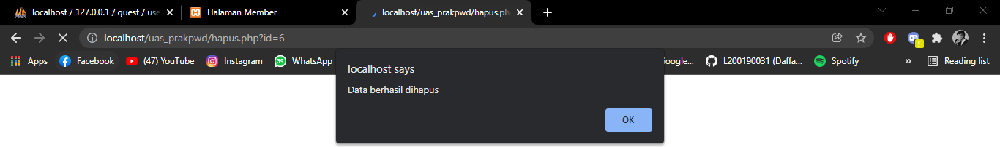 localhost / 127.0.0.1 / guest / use
Halaman Member
localhost/uas_prakpwd/hapus.ph
localhost/uas_prakpwd/hapus.php?id=6
Apps
Facebook
(47) YouTube
Instagram
39
WhatsApp
oogle...
L200190031 (Daffa...
Spotify
»
Reading list
localhost says
Data berhasil dihapus
OK